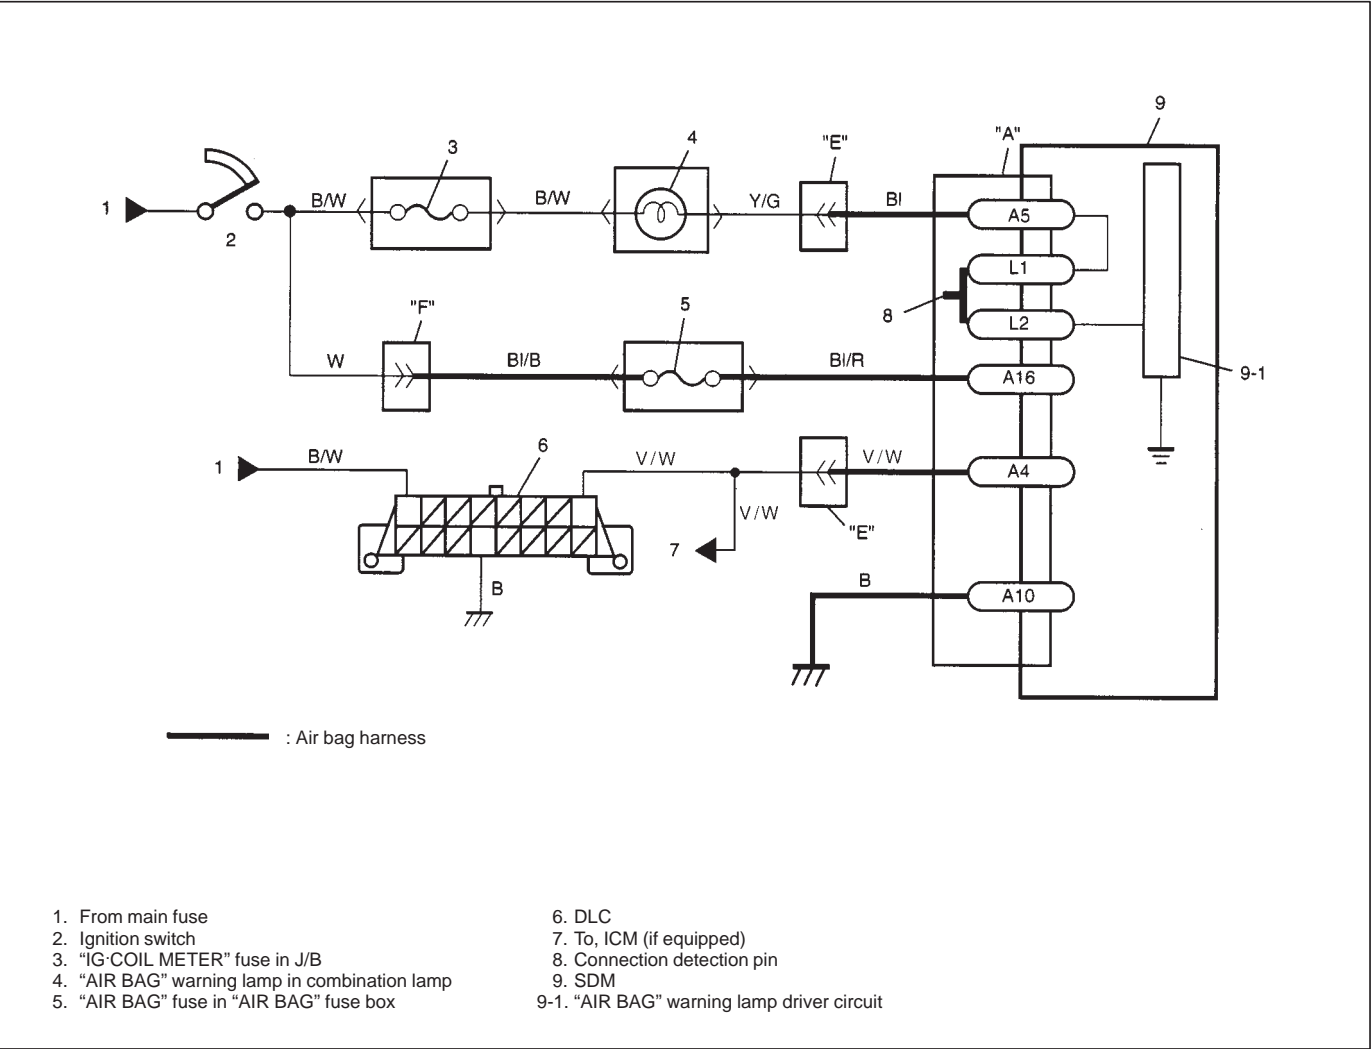 9
"A"
4
"E"
3
1
B/W
B/W
Y/G
Bl
A5
2
L1
8
L2
"F"
5
W
Bl/B
Bl/R
A16
9-1
6
1
B/W
V/W
V/W
A4
V/W
7
"E"
B
B
A10
: Air bag harness
1. From main fuse
2. Ignition switch
3. “IG·COIL METER” fuse in J/B
4. “AIR BAG” warning lamp in combination lamp
5. “AIR BAG” fuse in “AIR BAG” fuse box
6. DLC
7. To, ICM (if equipped)
8. Connection detection pin
9. SDM
9-1. “AIR BAG” warning lamp driver circuit